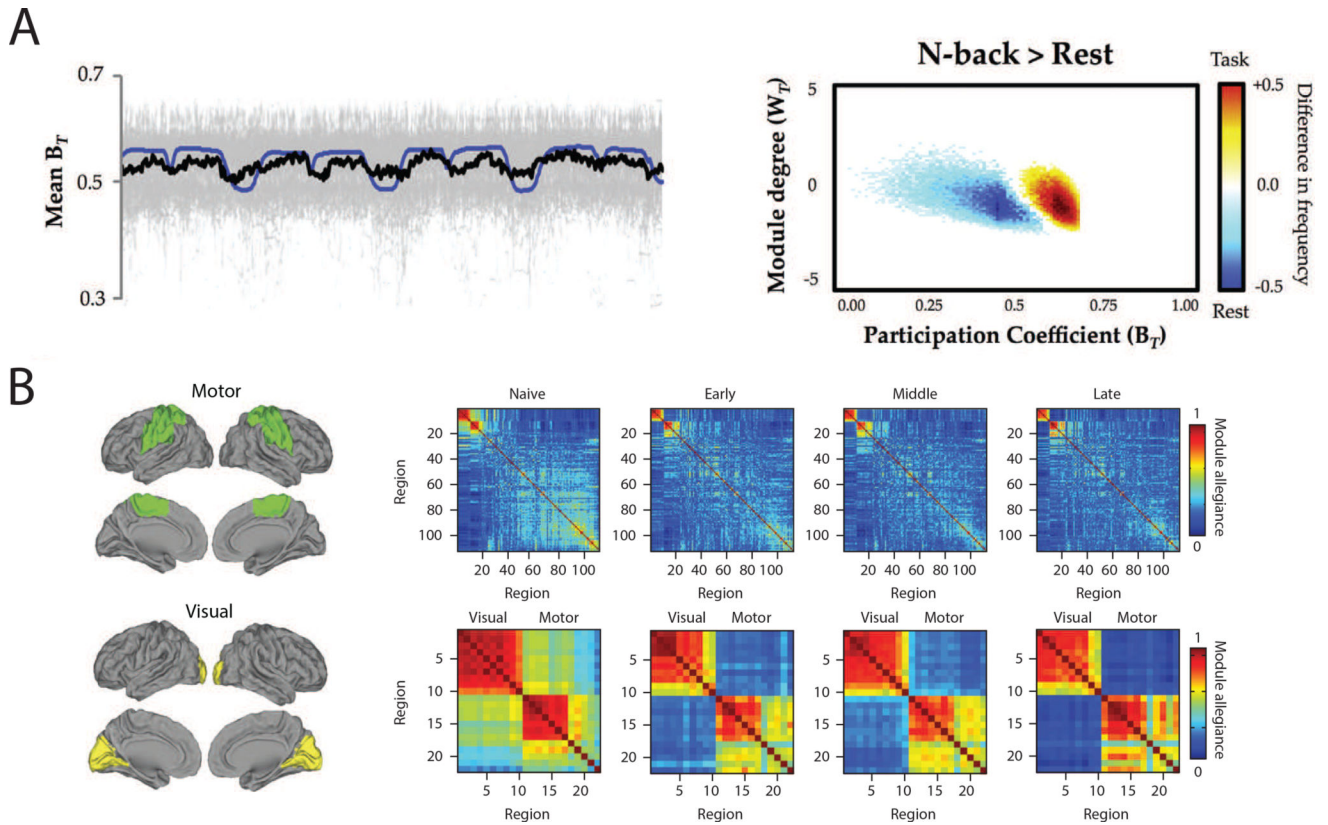 A
0.7
0.5
0.3
Mean B_T
N-back > Rest
5
0
-5
Module degree (W_T)
0.00 0.25 0.5 0.75 1.00
Participation Coefficient (B_T)
Task
+0.5
0.0
-0.5
Rest
Difference in frequency
B
Motor
Visual
Naive Early Middle Late
20
40
60
80
100
Region
20 40 60 80 100
Region
20
40
60
80
100
20 40 60 80 100
Region
20
40
60
80
100
20 40 60 80 100
Region
20
40
60
80
100
20 40 60 80 100
Region
1
0
Module allegiance
Visual Motor
5
10
15
20
Region
5 10 15 20
Region
Visual Motor
5
10
15
20
5 10 15 20
Region
Visual Motor
5
10
15
20
5 10 15 20
Region
Visual Motor
5
10
15
20
5 10 15 20
Region
1
0
Module allegiance